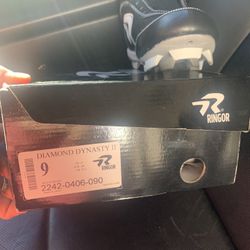 RINGOR
DIAMOND DYNASTY II
9
RINGOR
2242-0406-090